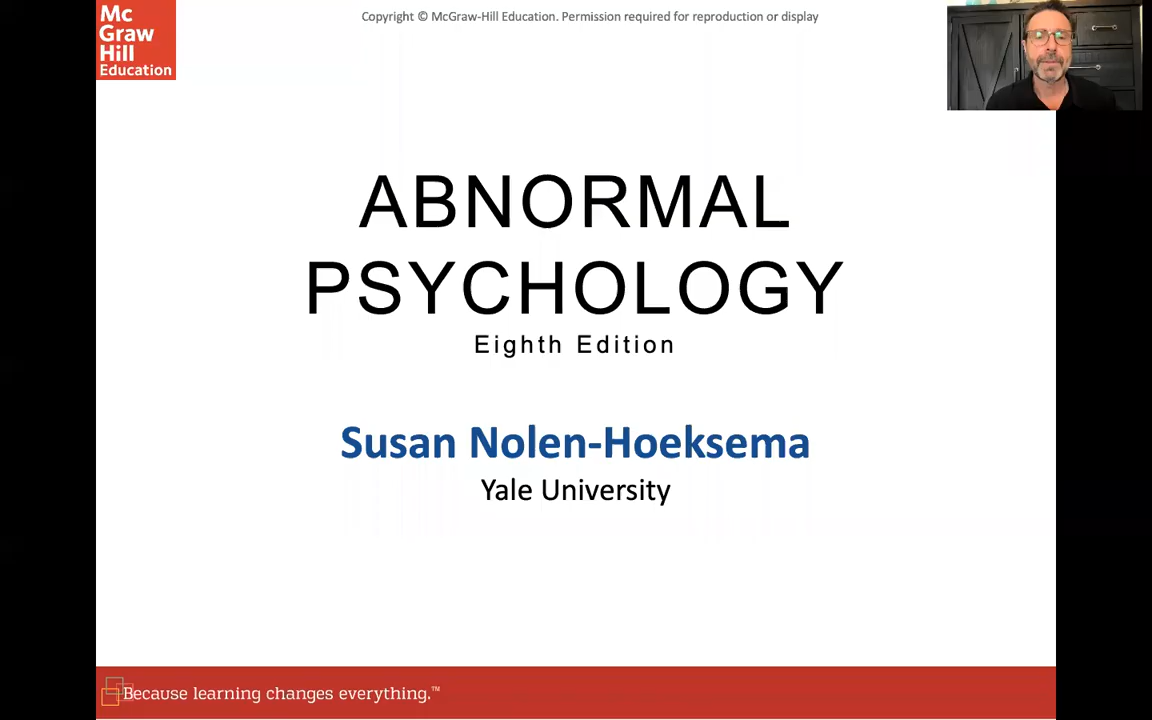 Mc
Graw
Hill
Education
Copyright © McGraw-Hill Education. Permission required for reproduction or display
ABNORMAL
PSYCHOLOGY
Eighth Edition
Susan Nolen-Hoeksema
Yale University
Because learning changes everything.™